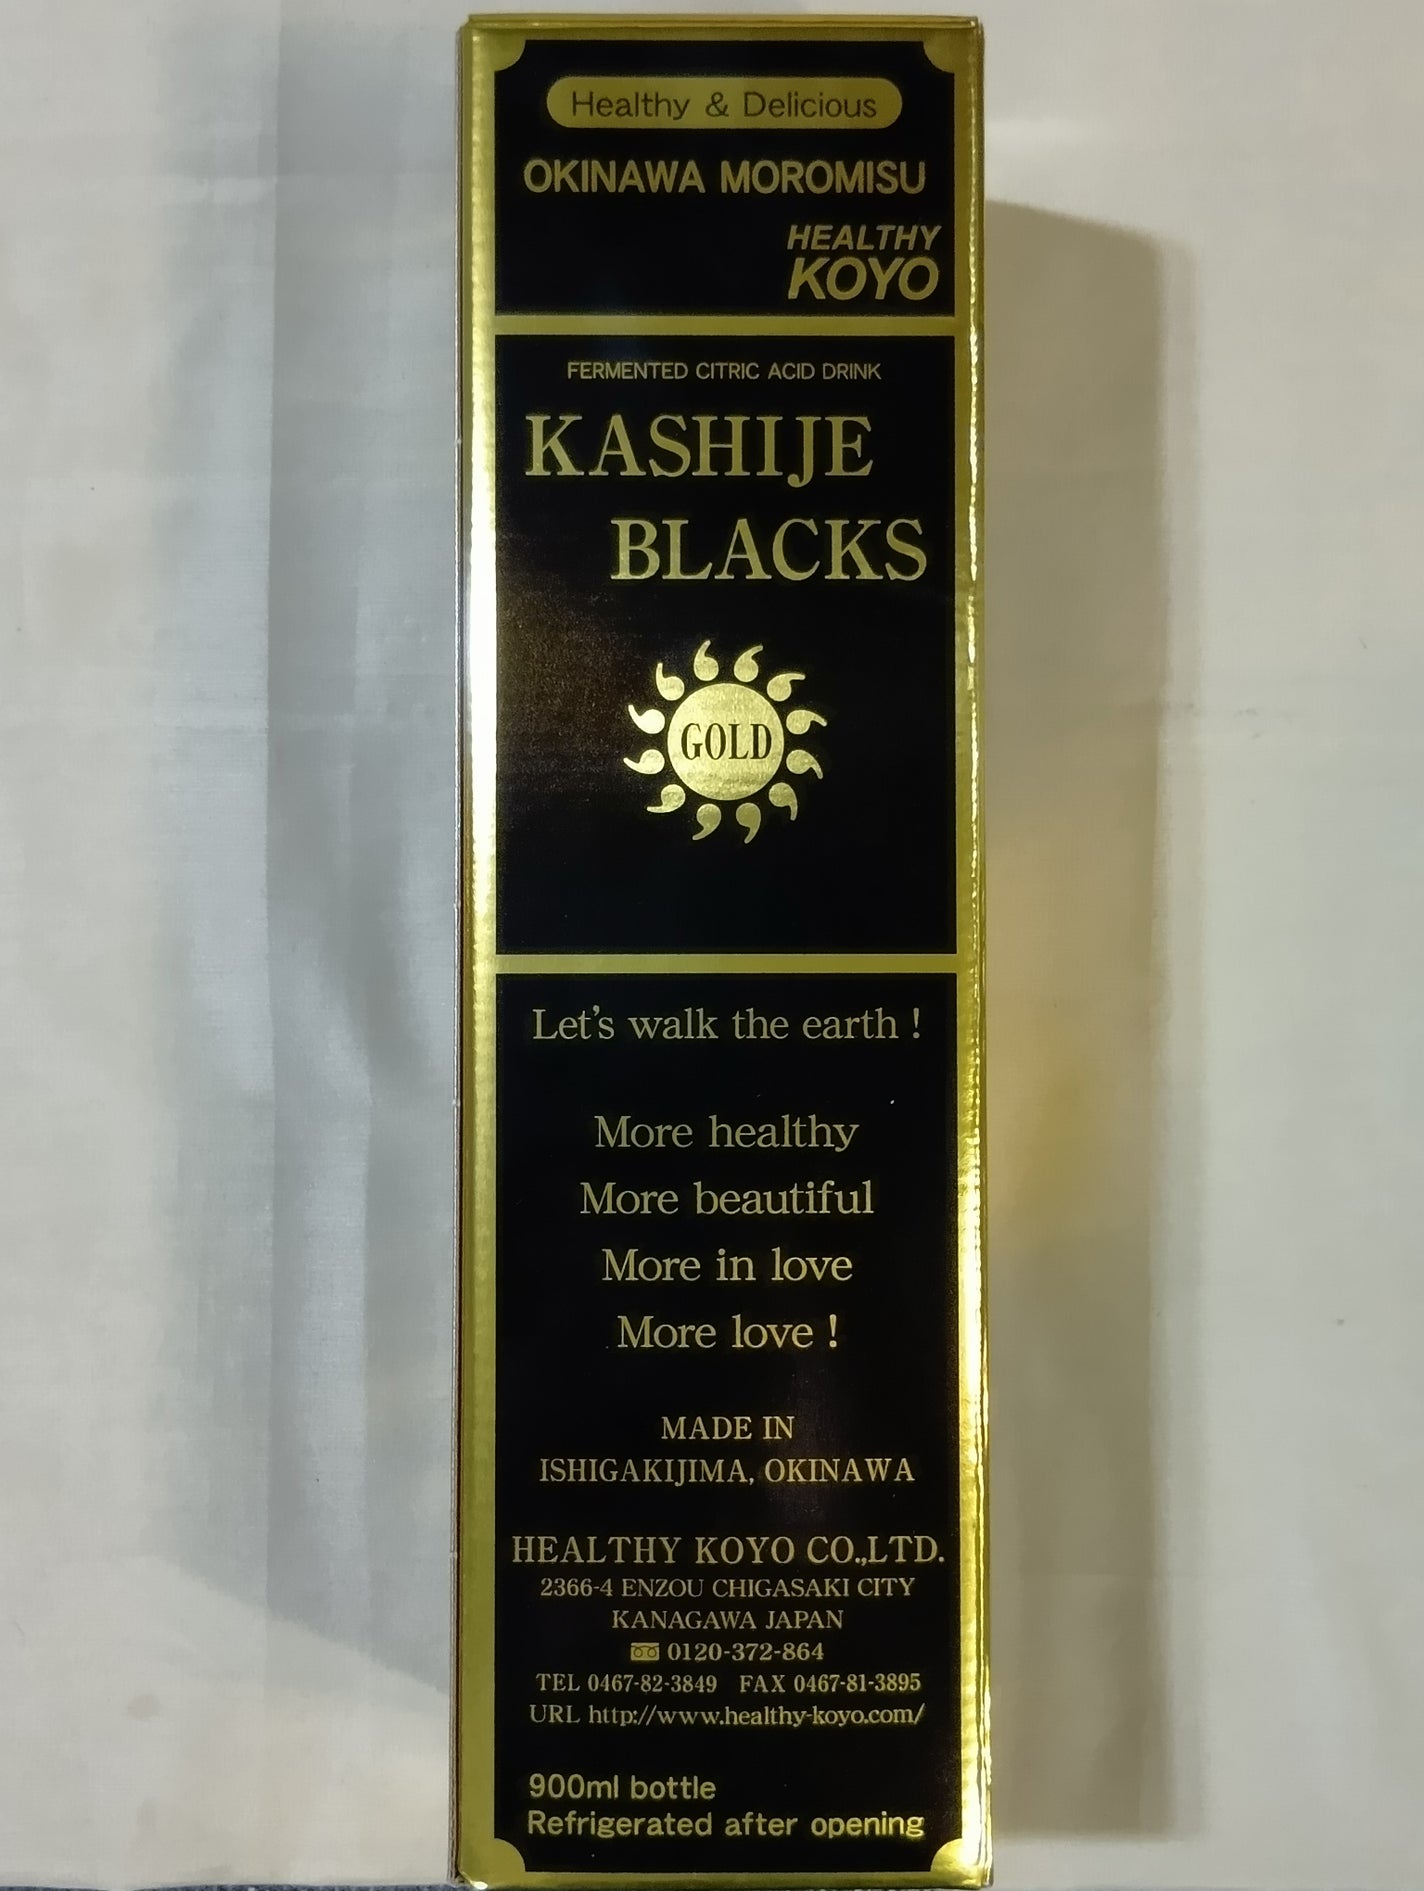 Healthy & Delicious
OKINAWA MOROMISU
HEALTHY
KOYO
FERMENTED CITRIC ACID DRINK
KASHIJE
BLACKS
GOLD
Let's walk the earth !
More healthy
More beautiful
More in love
More love !
MADE IN
ISHIGAKIJIMA, OKINAWA
HEALTHY KOYO CO.,LTD.
2366-4 ENZOU CHIGASAKI CITY
KANAGAWA JAPAN
0120-372-864
TEL 0467-82-3849 FAX 0467-81-3895
URL http://www.healthy-koyo.com/
900ml bottle
Refrigerated after opening